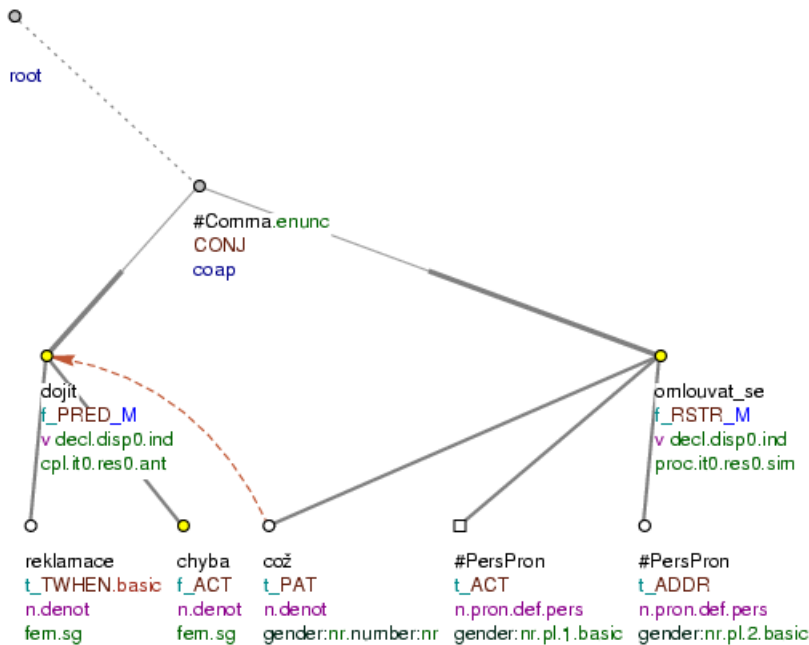 root
#Comma.enunc
CONJ
coap
dojít
f_PRED_M
v decl.disp0.ind
cpl.it0.res0.ant
omlouvat_se
f_RSTR_M
v decl.disp0.ind
proc.it0.res0.sim
reklamace
t_TWHEN.basic
n.denot
fem.sg
chyba
f_ACT
n.denot
fem.sg
což
t_PAT
n.denot
gender:nr.number:nr
#PersPron
t_ACT
n.pron.def.pers
gender:nr.pl.1.basic
#PersPron
t_ADDR
n.pron.def.pers
gender:nr.pl.2.basic